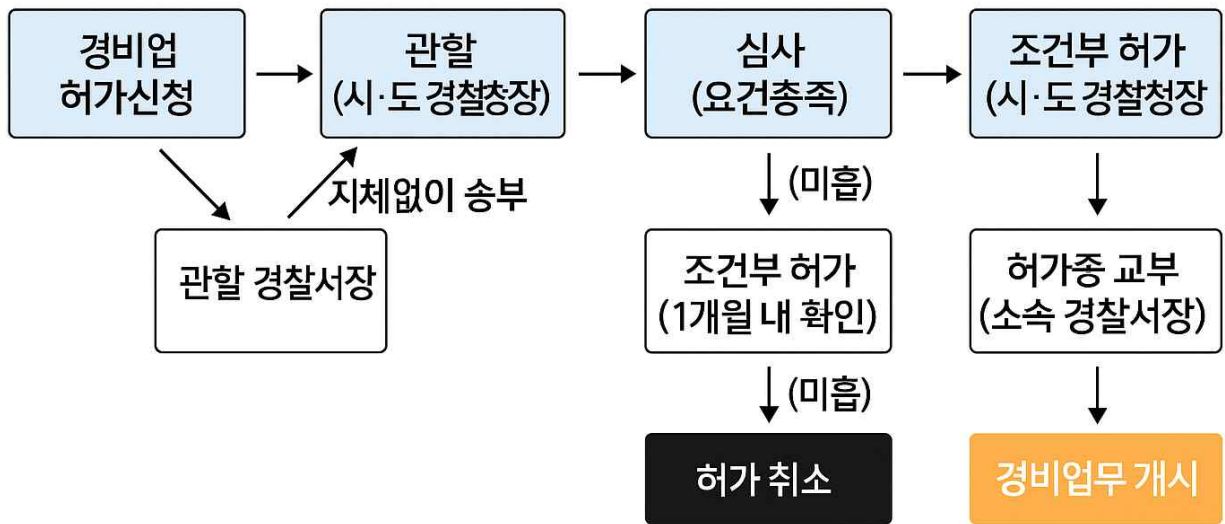 경비업
허가신청
관할
(시·도 경찰청장)
심사
(요건총족)
조건부 허가
(시·도 경찰청장
지체없이 송부
(미흡)
관할 경찰서장
조건부 허가
(1개월 내 확인)
허가종 교부
(소속 경찰서장)
(미흡)
허가 취소
경비업무 개시